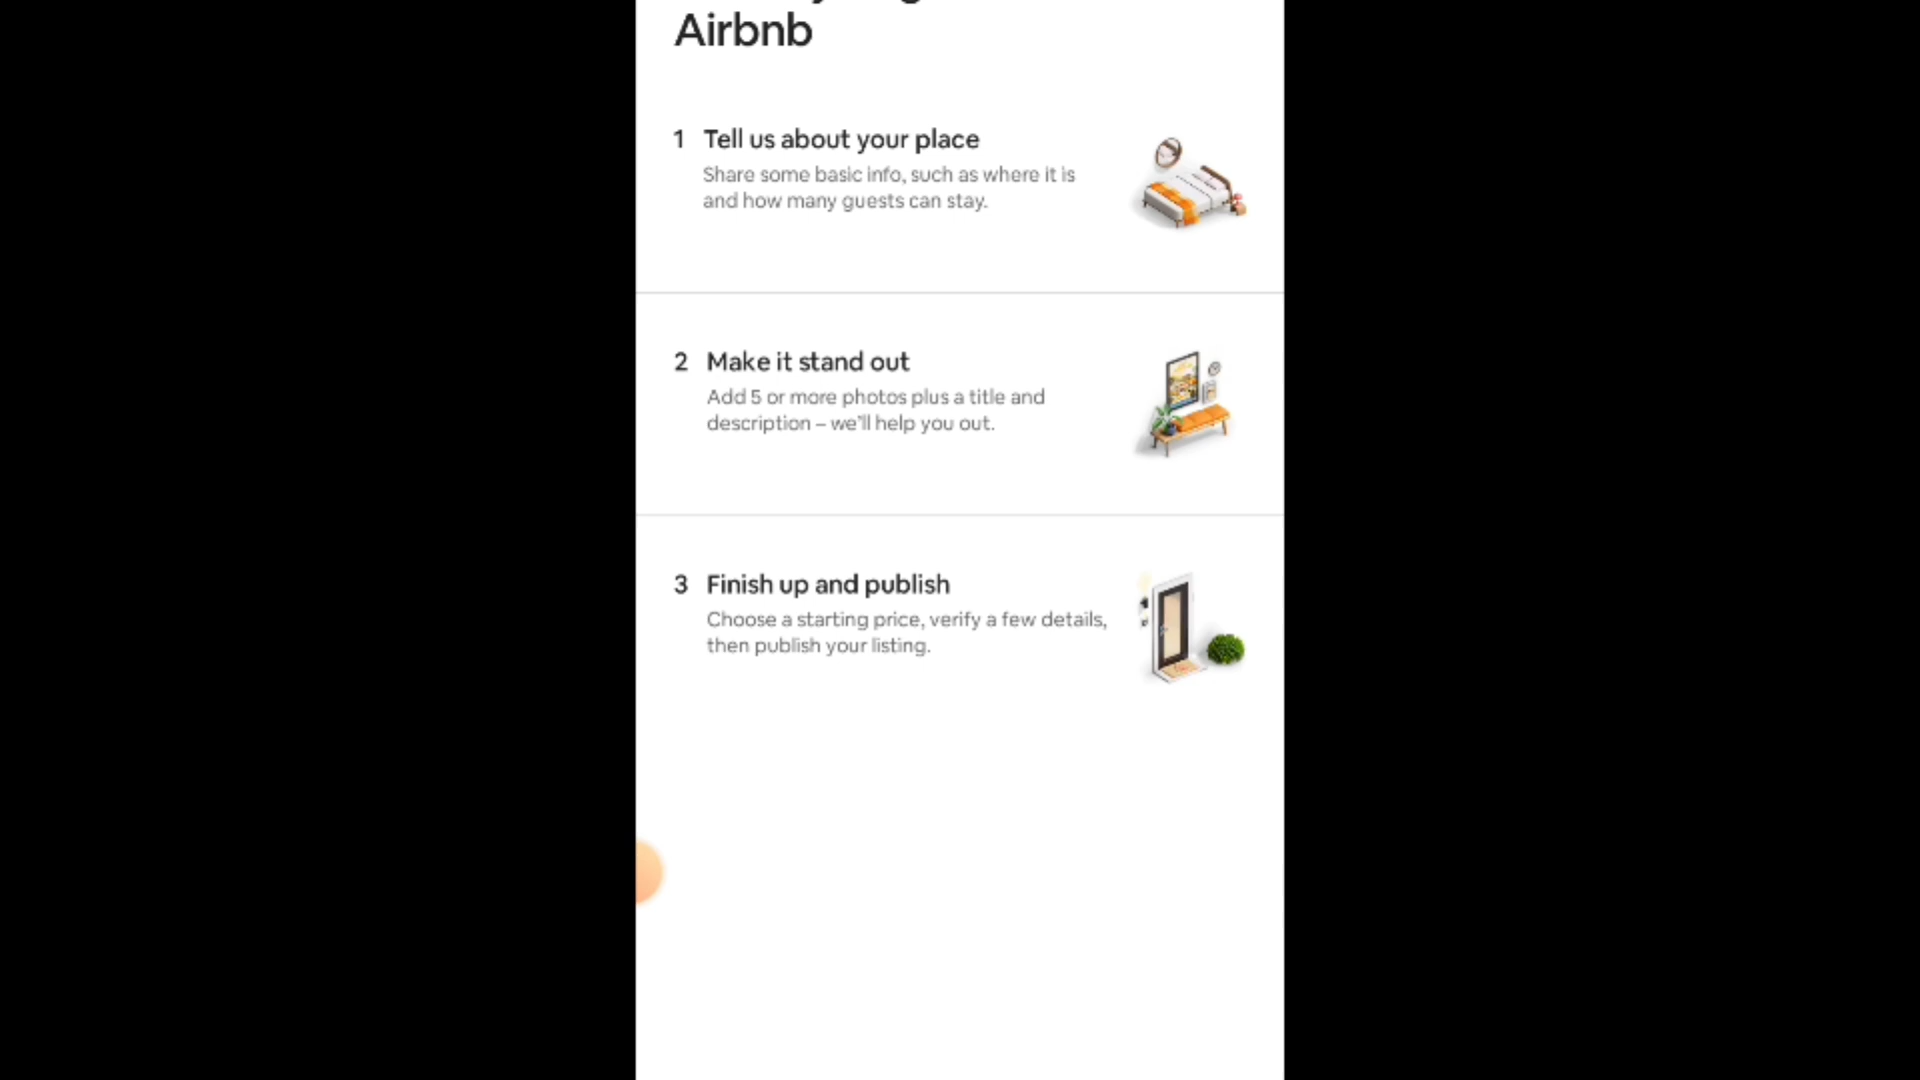 Airbnb
1 Tell us about your place
Share some basic info, such as where it is
and how many guests can stay.
2 Make it stand out
Add 5 or more photos plus a title and
description – we'll help you out.
3 Finish up and publish
Choose a starting price, verify a few details,
then publish your listing.